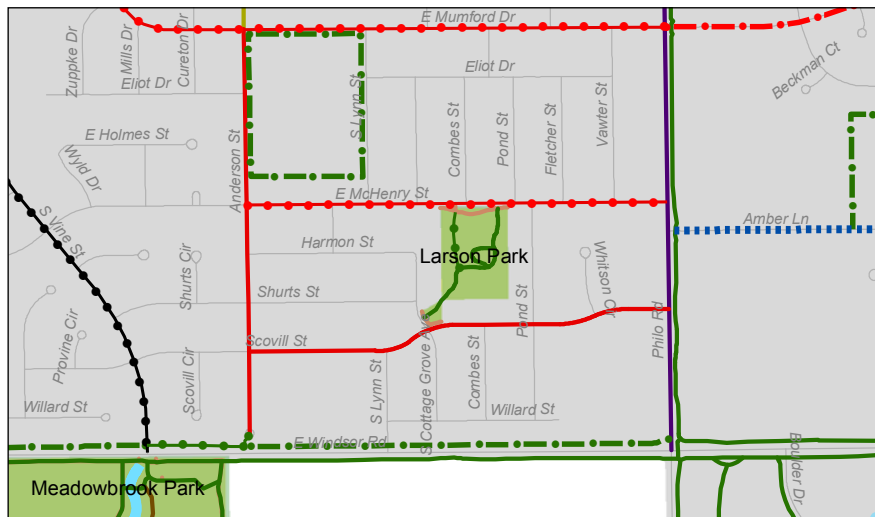 E Mumford Dr
Zuppke Dr
Mills Dr
Cureton Dr
Eliot Dr
Eliot Dr
Beckman Ct
S Lynn St
Combes St
Pond St
Fletcher St
Vawter St
E Holmes St
Wyld Dr
Anderson St
E McHenry St
S Vine St
Amber Ln
Harmon St
Larson Park
Shurts Cir
Whitson Cir
Shurts St
Pond St
Philo Rd
Provine Cir
Scovill St
Scovill Cir
S Lynn St
S Cottage Grove Ave
Combes St
Willard St
Willard St
E Windsor Rd
Boulder Dr
Meadowbrook Park